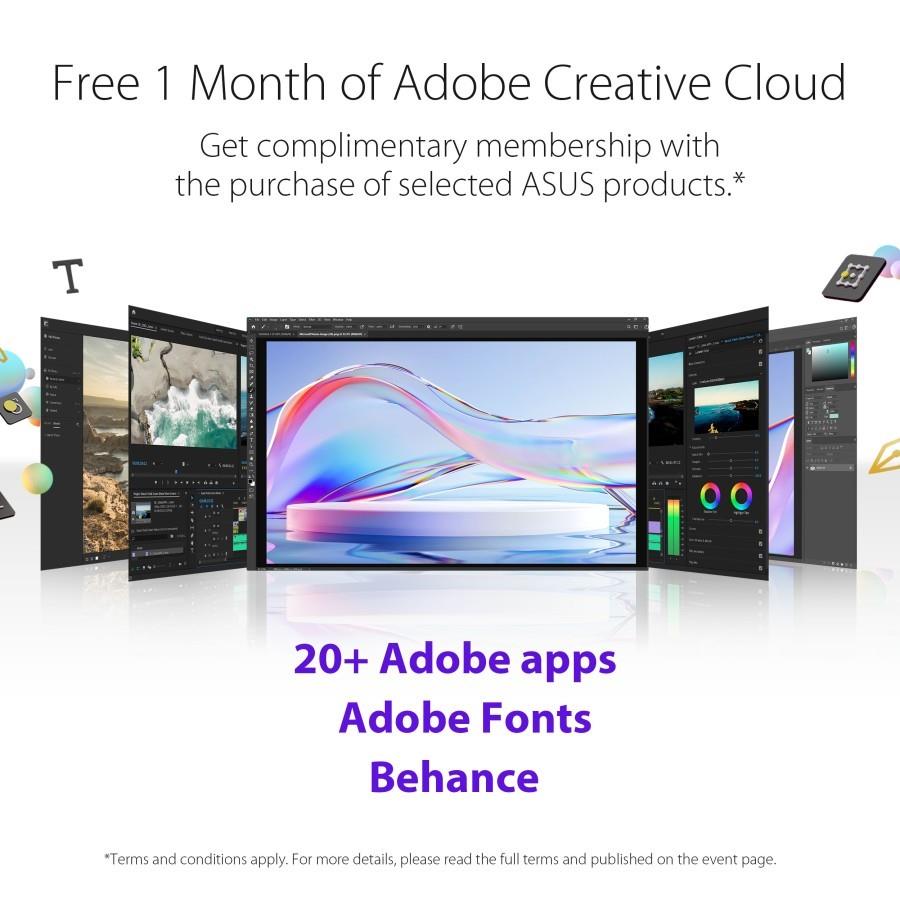 Free 1 Month of Adobe Creative Cloud
Get complimentary membership with
the purchase of selected ASUS products.*
T
20+ Adobe apps
Adobe Fonts
Behance
*Terms and conditions apply. For more details, please read the full terms and published on the event page.